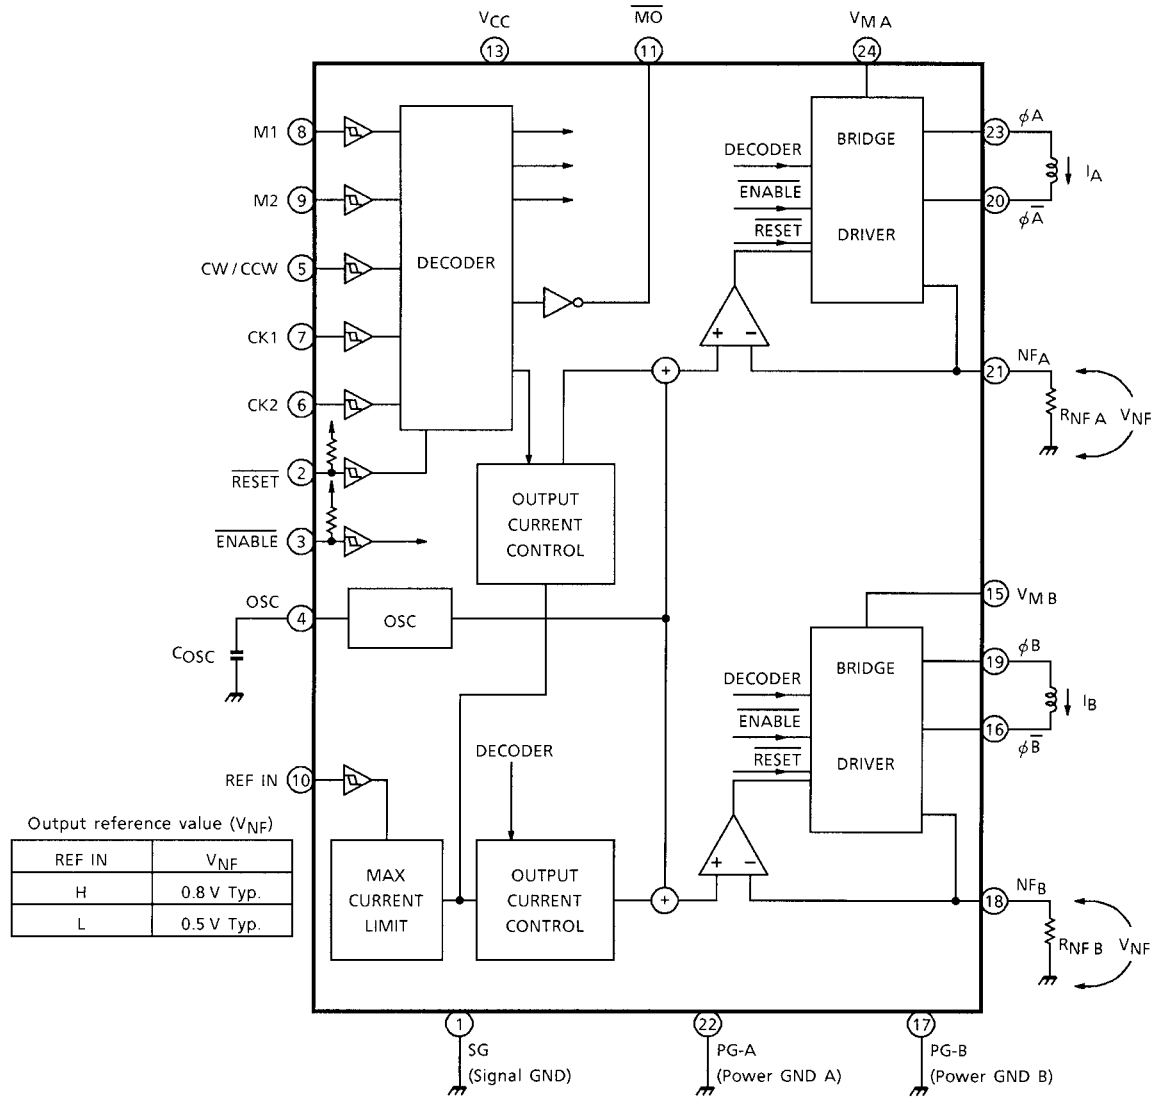 VCC
13
MO
11
VMA
24
M1 8
M2 9
CW / CCW 5
CK1 7
CK2 6
RESET 2
ENABLE 3
OSC 4
COSC
REF IN 10
DECODER
OSC
OUTPUT
CURRENT
CONTROL
DECODER
MAX
CURRENT
LIMIT
OUTPUT
CURRENT
CONTROL
DECODER
ENABLE
RESET
BRIDGE
DRIVER
+ −
+
23 φA
IA
20 φA
21 NFA
RNFA
VNF
15 VMB
DECODER
ENABLE
RESET
BRIDGE
DRIVER
+ −
+
19 φB
IB
16 φB
18 NFB
RNFB
VNF
Output reference value (VNF)
REF IN VNF
H 0.8 V Typ.
L 0.5 V Typ.
1
SG
(Signal GND)
22
PG-A
(Power GND A)
17
PG-B
(Power GND B)